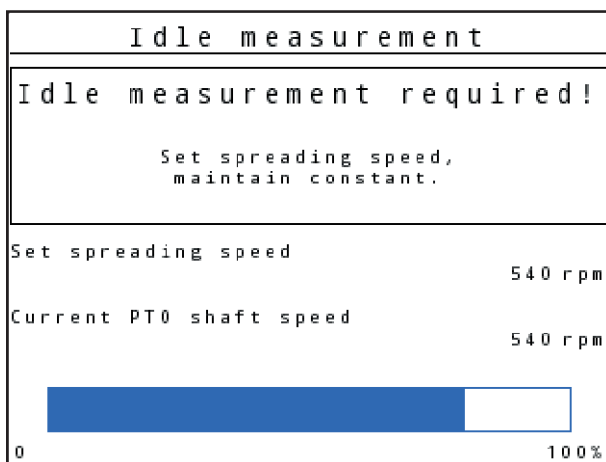 Idle measurement
Idle measurement required!
Set spreading speed,
maintain constant.
Set spreading speed
540 rpm
Current PTO shaft speed
540 rpm
0 100%